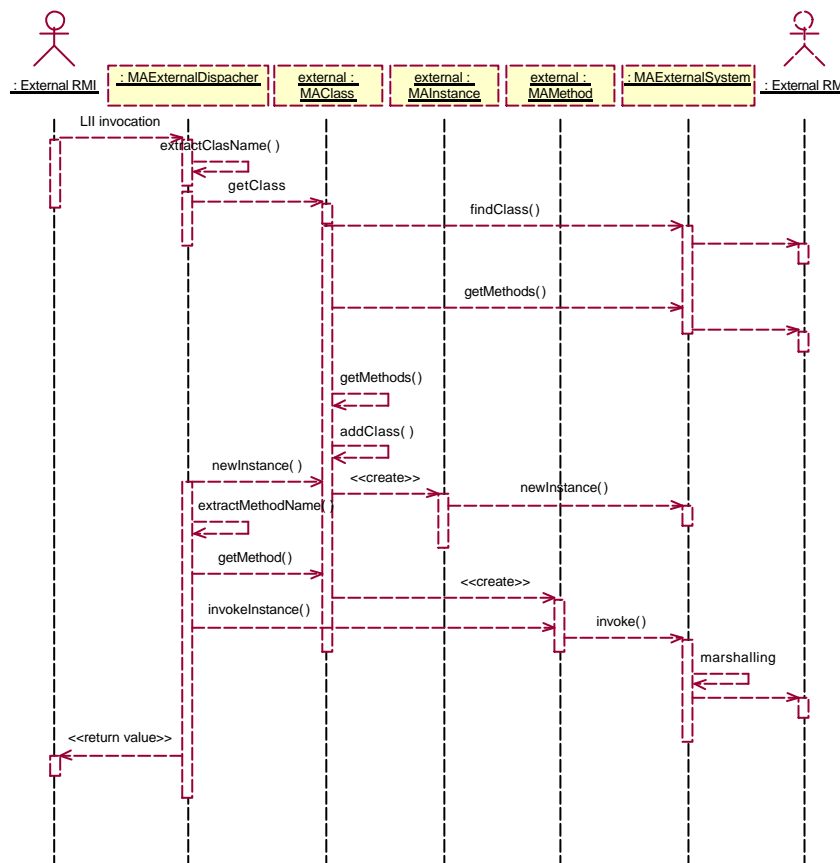 : External RMI
: MAExternalDispacher
external :
MAClass
external :
MAInstance
external :
MAMethod
: MAExternalSystem
: External RM
LII invocation
extractClasName( )
getClass
findClass()
getMethods()
getMethods()
addClass( )
newInstance( )
<<create>>
newInstance()
extractMethodName( )
getMethod()
<<create>>
invokeInstance()
invoke()
marshalling
<<return value>>